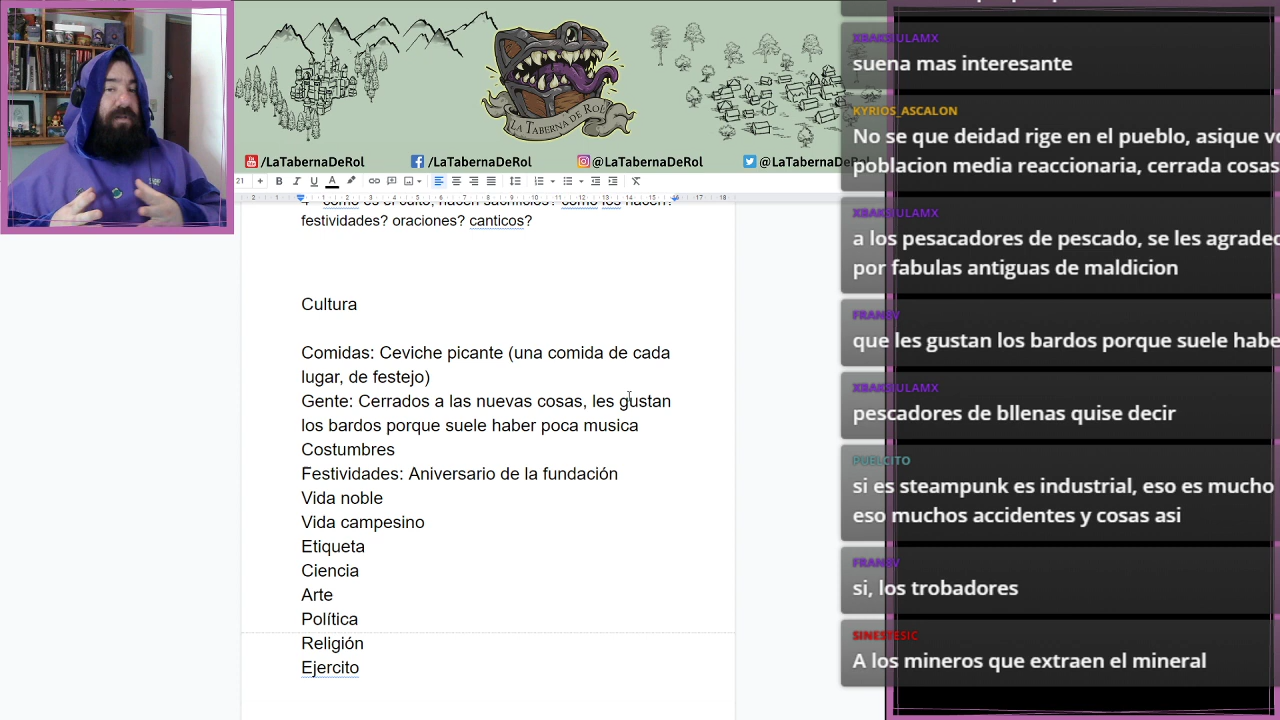 LA TABERNA DE ROL
/LaTabernaDeRol
/LaTabernaDeRol
@LaTabernaDeRol
@LaTabernaDeRol
21
festividades? oraciones? canticos?
Cultura
Comidas: Ceviche picante (una comida de cada
lugar, de festejo)
Gente: Cerrados a las nuevas cosas, les gustan
los bardos porque suele haber poca musica
Costumbres
Festividades: Aniversario de la fundación
Vida noble
Vida campesino
Etiqueta
Ciencia
Arte
Política
Religión
Ejercito
XBAKSULAMX
suena mas interesante
KYRIOS_ASCALON
No se que deidad rige en el pueblo, asique
poblacion media reaccionaria, cerrada cosas
XBAKSULAMX
a los pesacadores de pescado, se les
por fabulas antiguas de maldicion
que les gustan los bardos porque suele
XBAKSULAMX
pescadores de bllenas quise decir
PUELCITO
si es steampunk es industrial, eso es mucho
eso muchos accidentes y cosas asi
si, los trobadores
SINESTESIC
A los mineros que extraen el mineral